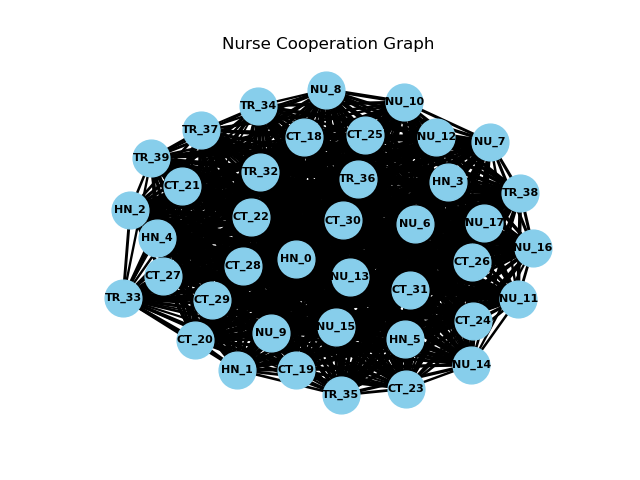 Nurse Cooperation Graph
NU_8
NU_10
TR_34
TR_37
CT_18
CT_25
NU_12
NU_7
TR_39
TR_32
TR_36
HN_3
CT_21
TR_38
HN_2
CT_22
CT_30
NU_6
NU_17
HN_4
NU_16
CT_27
CT_28
HN_0
NU_13
CT_26
TR_33
CT_29
CT_31
NU_11
CT_20
NU_9
NU_15
HN_5
CT_24
HN_1
CT_19
NU_14
TR_35
CT_23